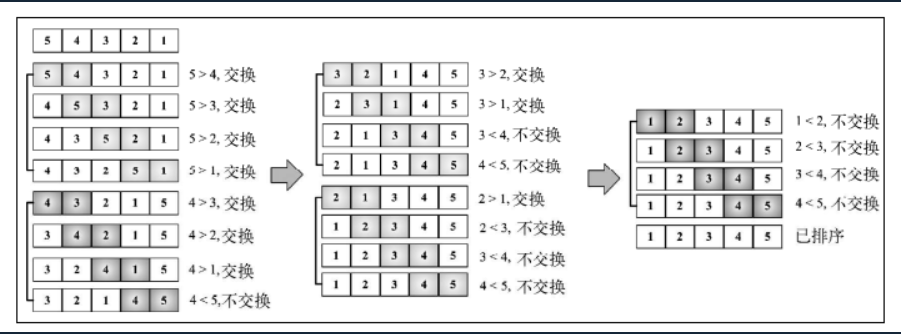 5 4 3 2 1
5 4 3 2 1 5 > 4, 交换
4 5 3 2 1 5 > 3, 交换
4 3 5 2 1 5 > 2, 交换
4 3 2 5 1 5 > 1, 交换
4 3 2 1 5 4 > 3, 交换
3 4 2 1 5 4 > 2, 交换
3 2 4 1 5 4 > 1, 交换
3 2 1 4 5 4 < 5, 不交换
3 2 1 4 5 3 > 2, 交换
2 3 1 4 5 3 > 1, 交换
2 1 3 4 5 3 < 4, 不交换
2 1 3 4 5 4 < 5, 不交换
2 1 3 4 5 2 > 1, 交换
1 2 3 4 5 2 < 3, 不交换
1 2 3 4 5 3 < 4, 不交换
1 2 3 4 5 4 < 5, 不交换
1 2 3 4 5 1 < 2, 不交换
1 2 3 4 5 2 < 3, 不交换
1 2 3 4 5 3 < 4, 不交换
1 2 3 4 5 4 < 5, 不交换
1 2 3 4 5 已排序